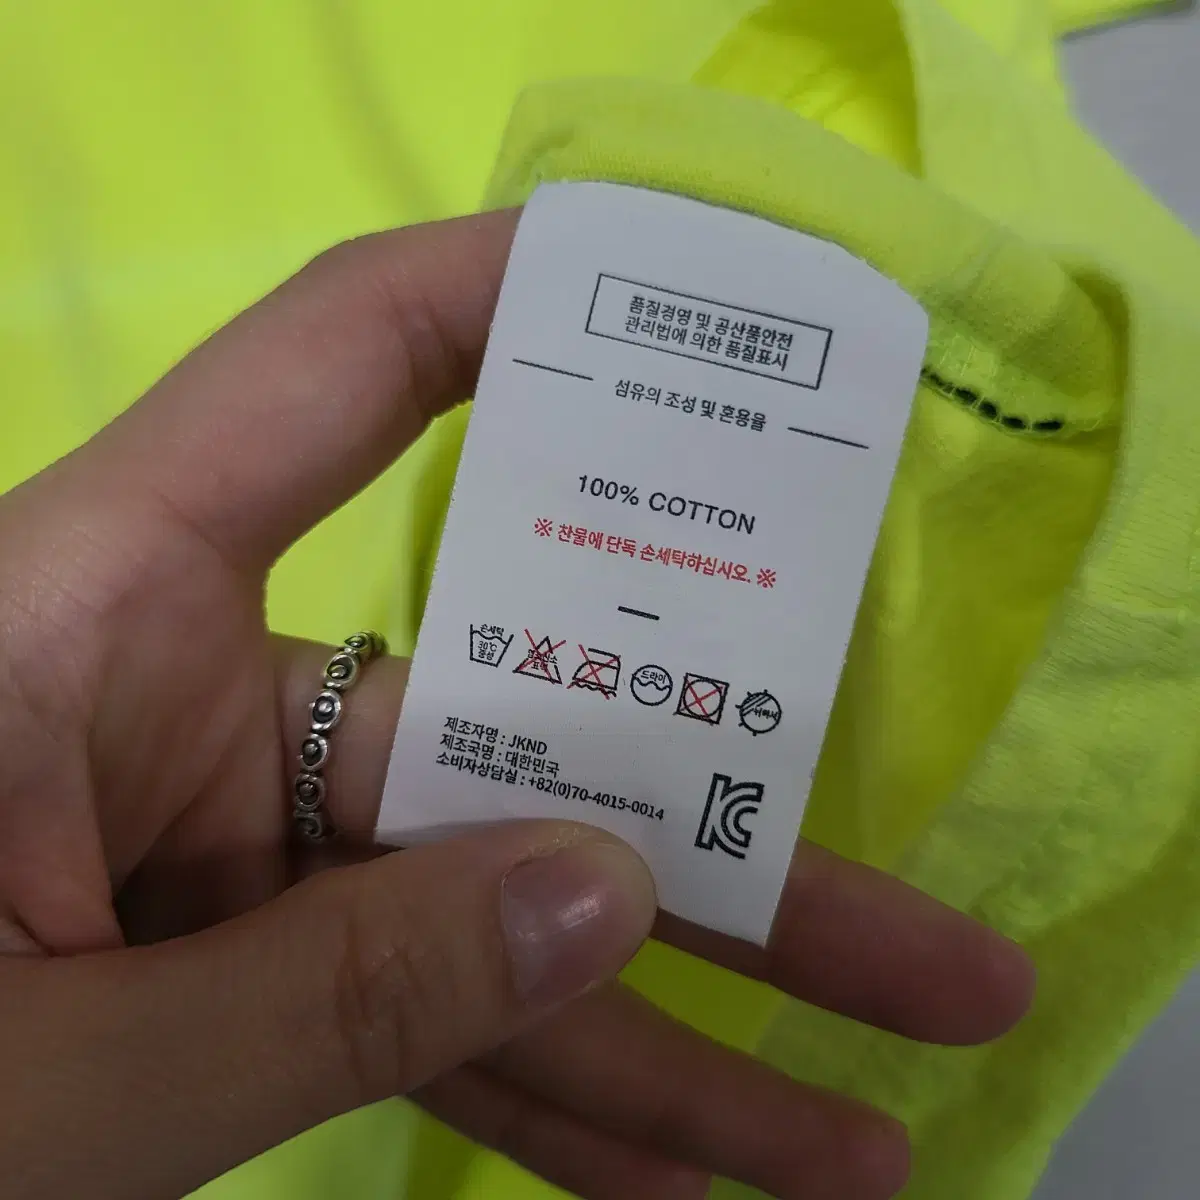 품질경영 및 공산품안전
관리법에 의한 품질표시
섬유의 조성 및 혼용율
100% COTTON
※ 찬물에 단독 손세탁하십시오. ※
손세탁
30℃
중성
드라이
제조자명 : JKND
제조국명 : 대한민국
소비자상담실 : +82(0)70-4015-0014
KC